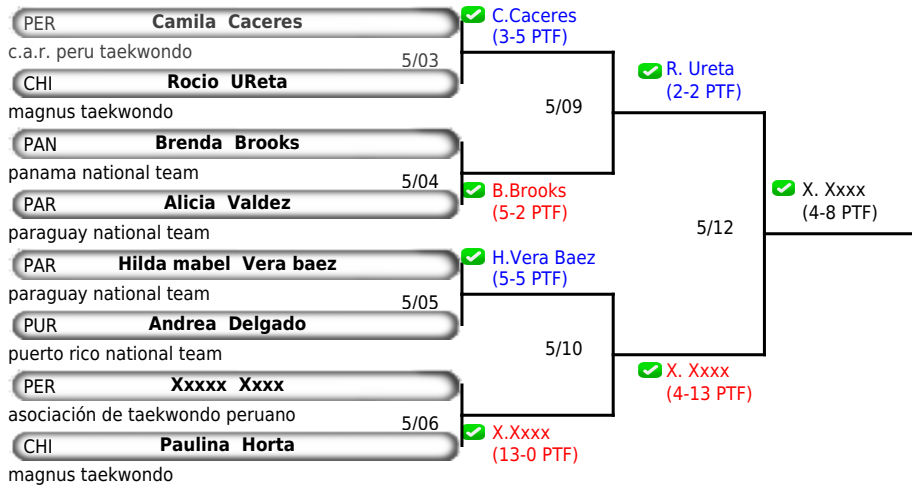 PER Camila Caceres
c.a.r. peru taekwondo
5/03
CHI Rocio UReta
magnus taekwondo
C.Caceres
(3-5 PTF)
PAN Brenda Brooks
panama national team
5/04
PAR Alicia Valdez
paraguay national team
B.Brooks
(5-2 PTF)
5/09
R. Ureta
(2-2 PTF)
PAR Hilda mabel Vera baez
paraguay national team
5/05
PUR Andrea Delgado
puerto rico national team
H.Vera Baez
(5-5 PTF)
PER Xxxxx Xxxx
asociación de taekwondo peruano
5/06
CHI Paulina Horta
magnus taekwondo
X.Xxxx
(13-0 PTF)
5/10
X. Xxxx
(4-13 PTF)
5/12
X. Xxxx
(4-8 PTF)